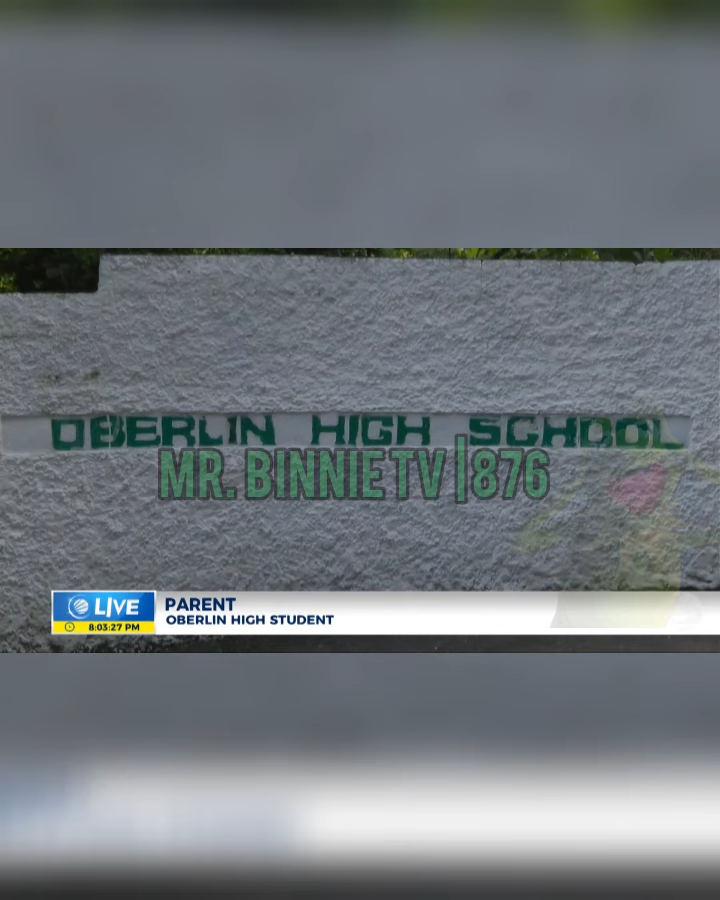 OBERLIN HIGH SCHOOL
MR. BINNIE TV | 876
LIVE
8:03:27 PM
PARENT
OBERLIN HIGH STUDENT